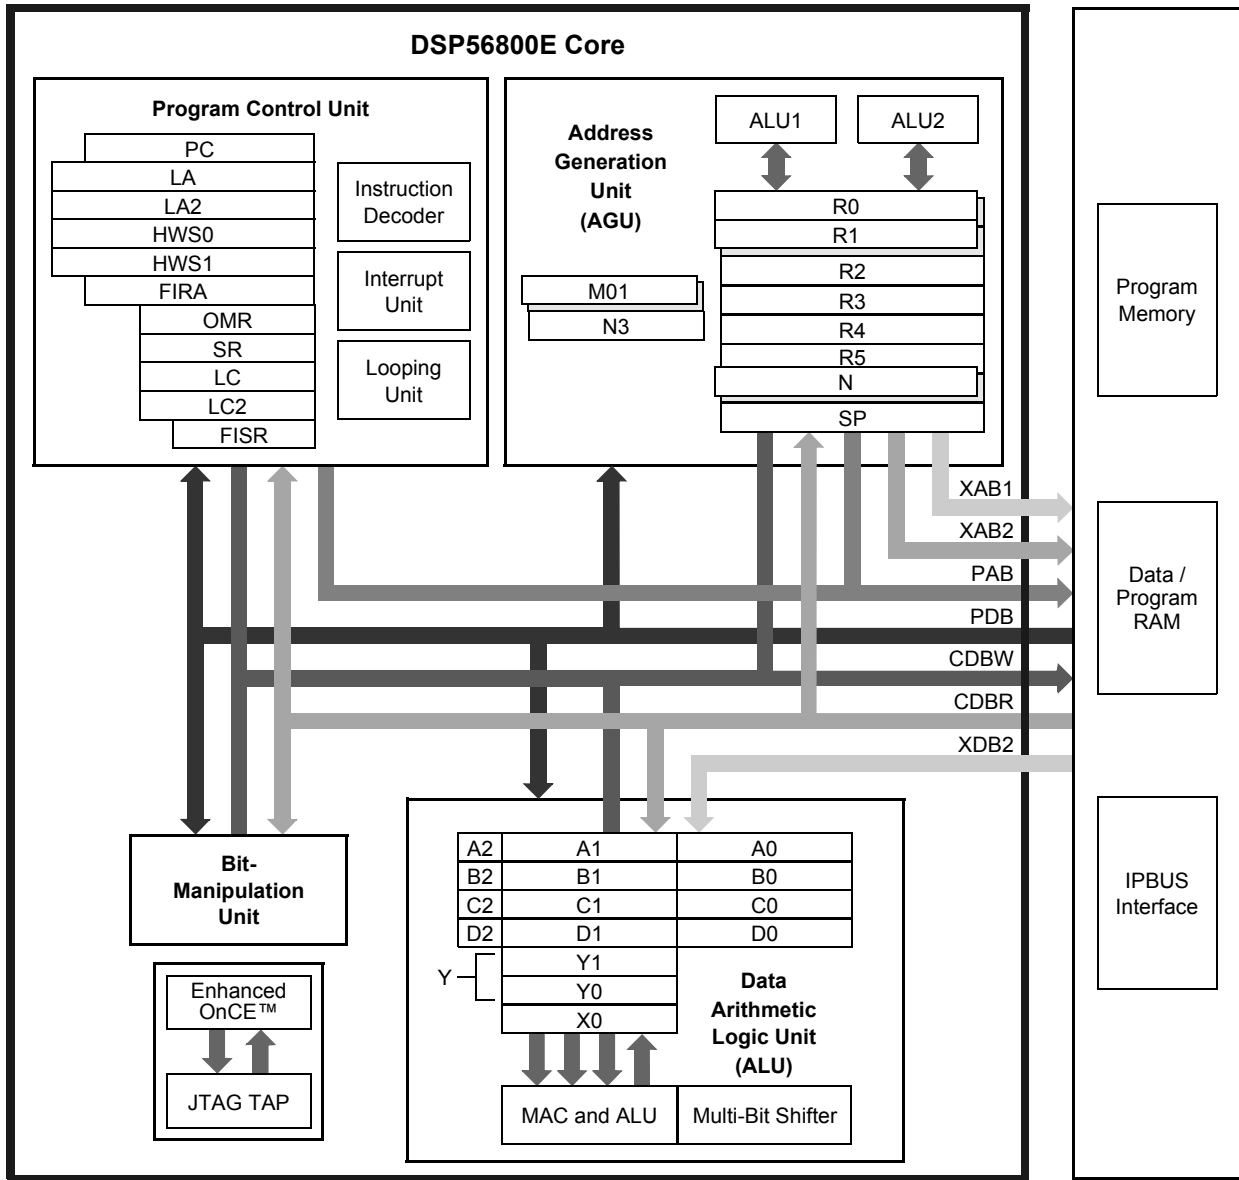 DSP56800E Core
Program Control Unit
PC
LA
LA2
HWS0
HWS1
FIRA
OMR
SR
LC
LC2
FISR
Instruction
Decoder
Interrupt
Unit
Looping
Unit
Address
Generation
Unit
(AGU)
ALU1
ALU2
R0
R1
R2
R3
R4
R5
N
SP
M01
N3
XAB1
XAB2
PAB
PDB
CDBW
CDBR
XDB2
Program
Memory
Data /
Program
RAM
IPBUS
Interface
Bit-
Manipulation
Unit
Enhanced
OnCE™
JTAG TAP
A2 A1 A0
B2 B1 B0
C2 C1 C0
D2 D1 D0
Y
Y1
Y0
X0
Data
Arithmetic
Logic Unit
(ALU)
MAC and ALU
Multi-Bit Shifter